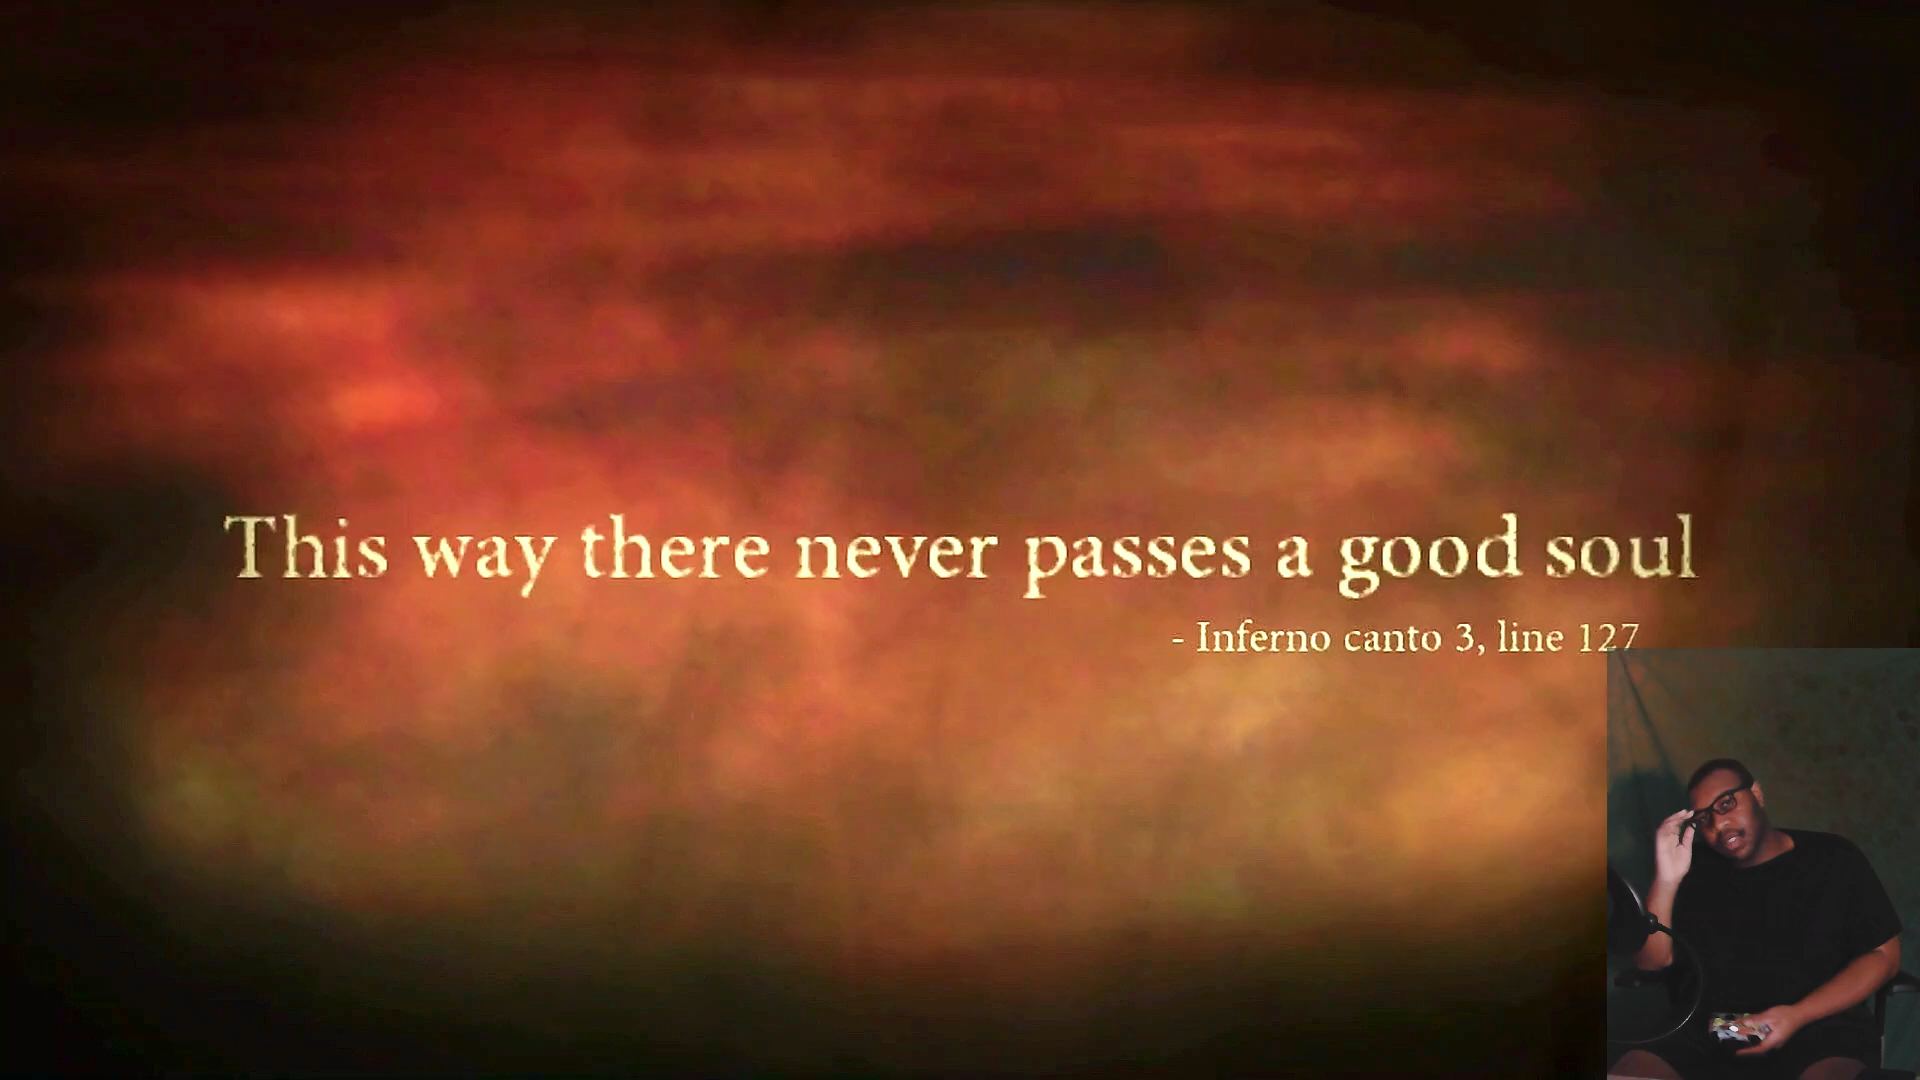 This way there never passes a good soul
- Inferno canto 3, line 127